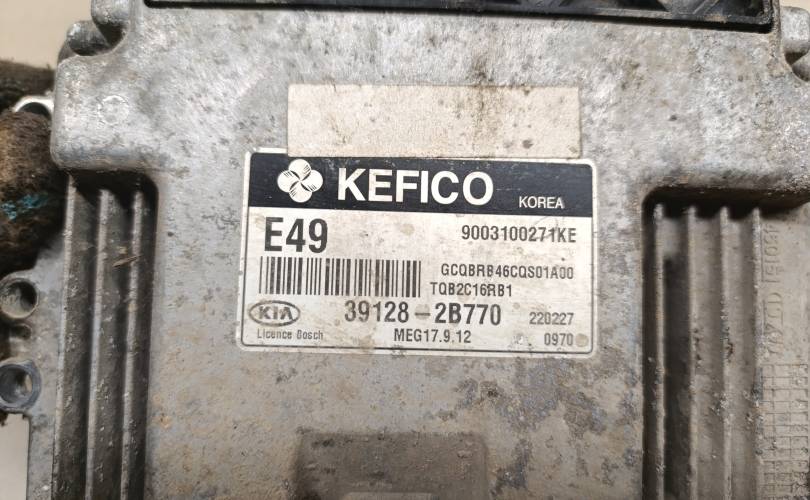 KEFICO KOREA
E49 9003100271KE
GCQBRB46CQS01A00
TQB2C16RB1
KIA 39128-2B770 220227
Licence Bosch MEG17.9.12 0970